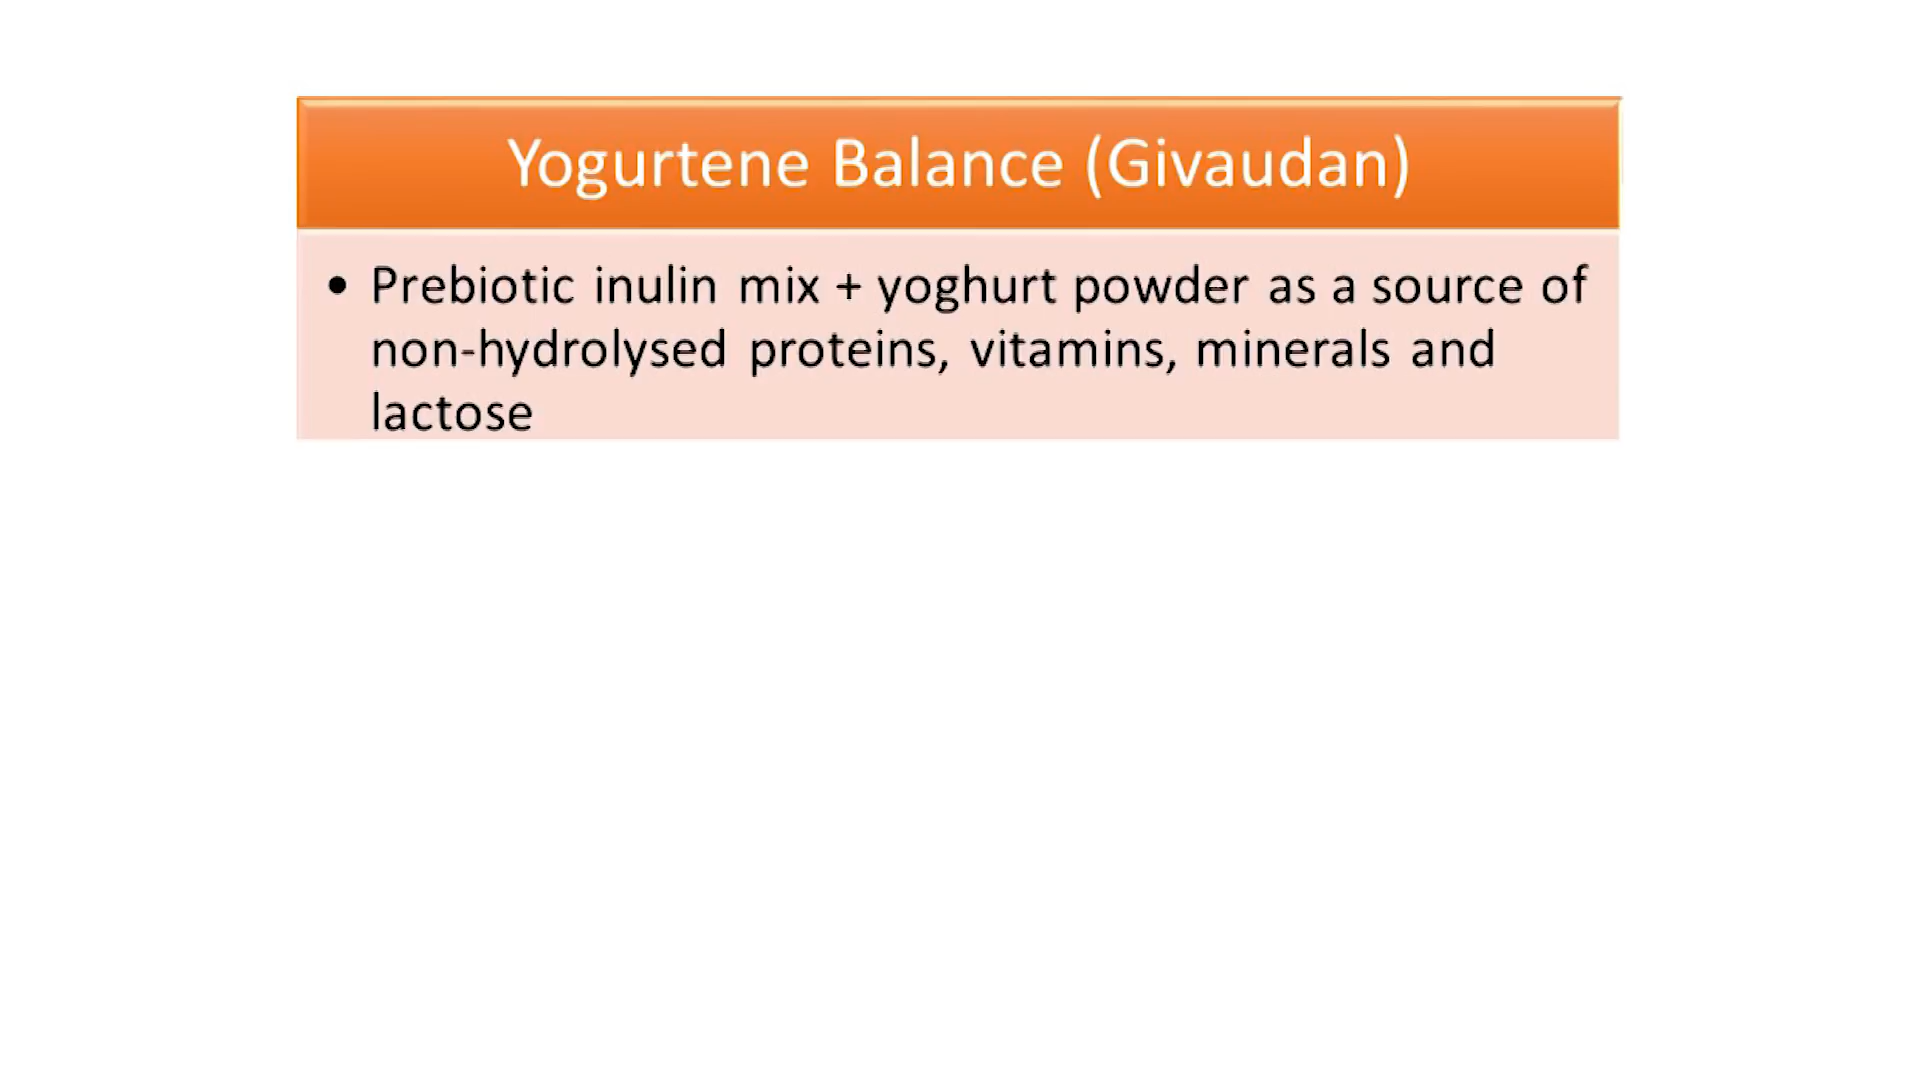 Yogurtene Balance (Givaudan)
• Prebiotic inulin mix + yoghurt powder as a source of
non-hydrolysed proteins, vitamins, minerals and
lactose